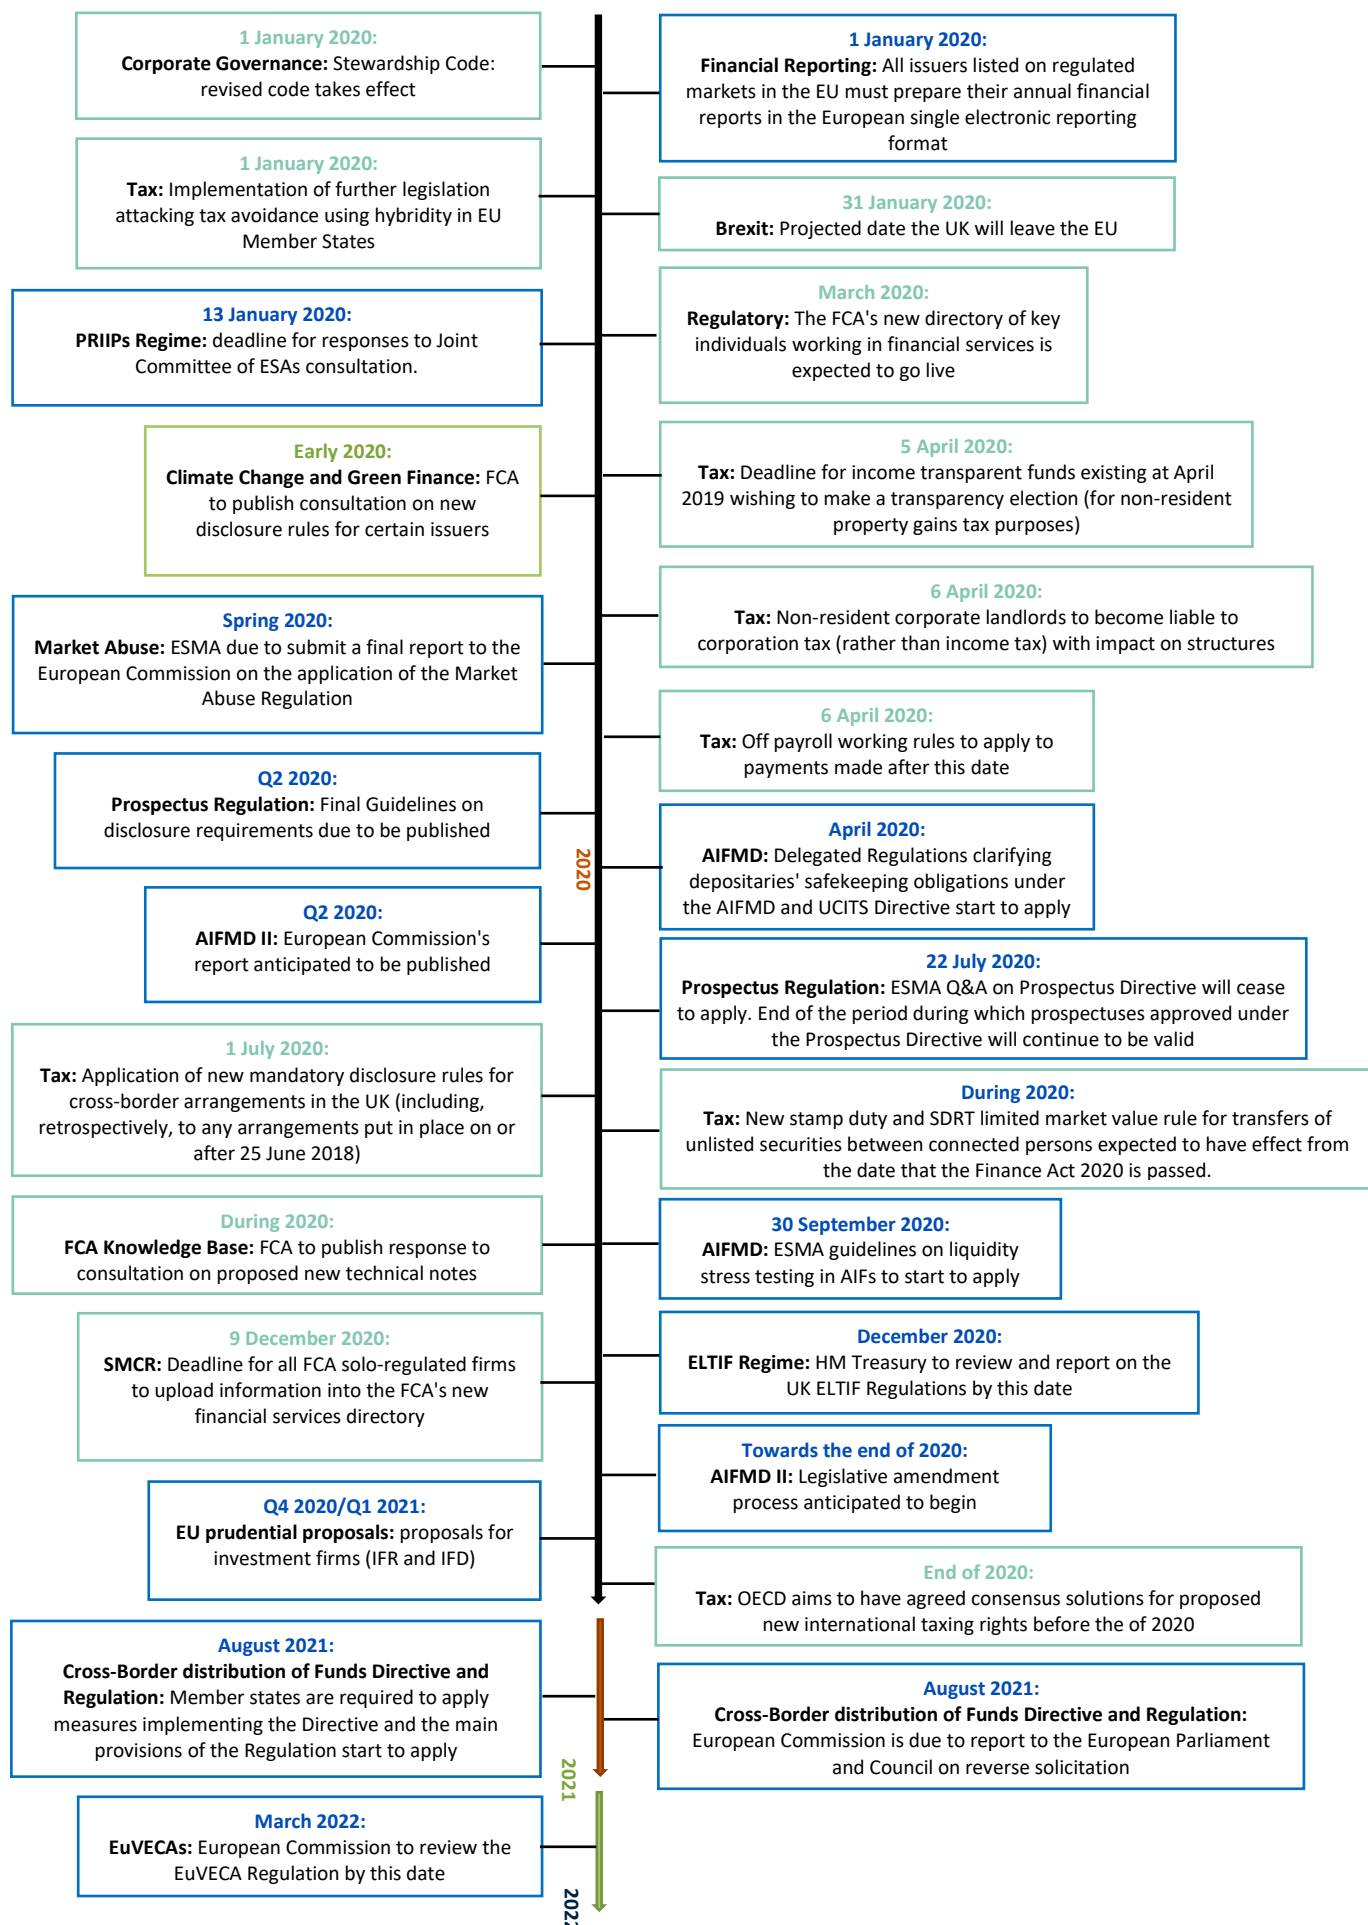 1 January 2020:
Corporate Governance: Stewardship Code:
revised code takes effect
1 January 2020:
Financial Reporting: All issuers listed on regulated
markets in the EU must prepare their annual financial
reports in the European single electronic reporting
format
1 January 2020:
Tax: Implementation of further legislation
attacking tax avoidance using hybridity in EU
Member States
31 January 2020:
Brexit: Projected date the UK will leave the EU
13 January 2020:
PRIIPs Regime: deadline for responses to Joint
Committee of ESAs consultation.
March 2020:
Regulatory: The FCA's new directory of key
individuals working in financial services is
expected to go live
Early 2020:
Climate Change and Green Finance: FCA
to publish consultation on new
disclosure rules for certain issuers
5 April 2020:
Tax: Deadline for income transparent funds existing at April
2019 wishing to make a transparency election (for non-resident
property gains tax purposes)
Spring 2020:
Market Abuse: ESMA due to submit a final report to the
European Commission on the application of the Market
Abuse Regulation
6 April 2020:
Tax: Non-resident corporate landlords to become liable to
corporation tax (rather than income tax) with impact on structures
6 April 2020:
Tax: Off payroll working rules to apply to
payments made after this date
Q2 2020:
Prospectus Regulation: Final Guidelines on
disclosure requirements due to be published
2020
April 2020:
AIFMD: Delegated Regulations clarifying
depositaries' safekeeping obligations under
the AIFMD and UCITS Directive start to apply
Q2 2020:
AIFMD II: European Commission's
report anticipated to be published
22 July 2020:
Prospectus Regulation: ESMA Q&A on Prospectus Directive will cease
to apply. End of the period during which prospectuses approved under
the Prospectus Directive will continue to be valid
1 July 2020:
Tax: Application of new mandatory disclosure rules for
cross-border arrangements in the UK (including,
retrospectively, to any arrangements put in place on or
after 25 June 2018)
During 2020:
Tax: New stamp duty and SDRT limited market value rule for transfers of
unlisted securities between connected persons expected to have effect from
the date that the Finance Act 2020 is passed.
During 2020:
FCA Knowledge Base: FCA to publish response to
consultation on proposed new technical notes
30 September 2020:
AIFMD: ESMA guidelines on liquidity
stress testing in AIFs to start to apply
9 December 2020:
SMCR: Deadline for all FCA solo-regulated firms
to upload information into the FCA's new
financial services directory
December 2020:
ELTIF Regime: HM Treasury to review and report on the
UK ELTIF Regulations by this date
Towards the end of 2020:
AIFMD II: Legislative amendment
process anticipated to begin
Q4 2020/Q1 2021:
EU prudential proposals: proposals for
investment firms (IFR and IFD)
End of 2020:
Tax: OECD aims to have agreed consensus solutions for proposed
new international taxing rights before the of 2020
August 2021:
Cross-Border distribution of Funds Directive and
Regulation: Member states are required to apply
measures implementing the Directive and the main
provisions of the Regulation start to apply
August 2021:
Cross-Border distribution of Funds Directive and Regulation:
European Commission is due to report to the European Parliament
and Council on reverse solicitation
2021
March 2022:
EuVECAs: European Commission to review the
EuVECA Regulation by this date
2022